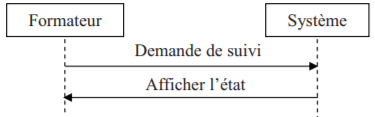 Formateur
Système
Demande de suivi
Afficher l’état